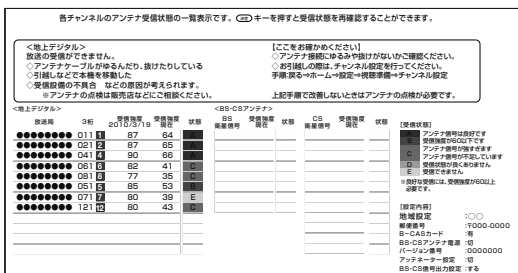 各チャンネルのアンテナ受信状態の一覧表示です。キーを押すと受信状態を再確認することができます。
<地上デジタル>
放送の受信ができません。
◇アンテナケーブルがゆるんだり、抜けたりしている
◇引越しなどで本機を移動した
◇受信設備の不具合 などの原因が考えられます。
※アンテナの点検は販売店などにご相談ください。
【ここをお確かめください】
◇アンテナ接続にゆるみや抜けがないかご確認ください。
◇お引越しの際は、チャンネル設定を行ってください。
手順:戻る→ホーム→設定→視聴準備→チャンネル設定
上記手順で改善しないときはアンテナの点検が必要です。
<地上デジタル>
放送局 3桁 受信強度 2010/3/19 受信強度 現在 状態
●●●●●●●●● 011 1 87 64 A
●●●●●●●●● 021 2 87 65 A
●●●●●●●●● 041 4 90 66 A
●●●●●●●●● 061 6 82 41 C
●●●●●●●●● 081 8 77 35 C
●●●●●●●●● 051 5 85 53 B
●●●●●●●●● 071 7 80 39 E
●●●●●●●●● 121 12 80 43 C
<BS・CSアンテナ>
BS 衛星信号 受信強度 現在 状態 CS 衛星信号 受信強度 現在 状態
[受信状態]
A アンテナ信号は良好です
B 受信強度が60以下です
C アンテナ信号が強すぎます
アンテナ信号が不足しています
D 受信状態が良くありません
E 受信できません
※良好な受信には、受信強度が60以上
必要です。
[設定内容]
地域設定 :○○
郵便番号 :〒000-0000
B-CASカード :有
BS・CSアンテナ電源 :切
バージョン番号 :0000000
アッテネーター設定 :切
BS・CS信号出力設定 :する